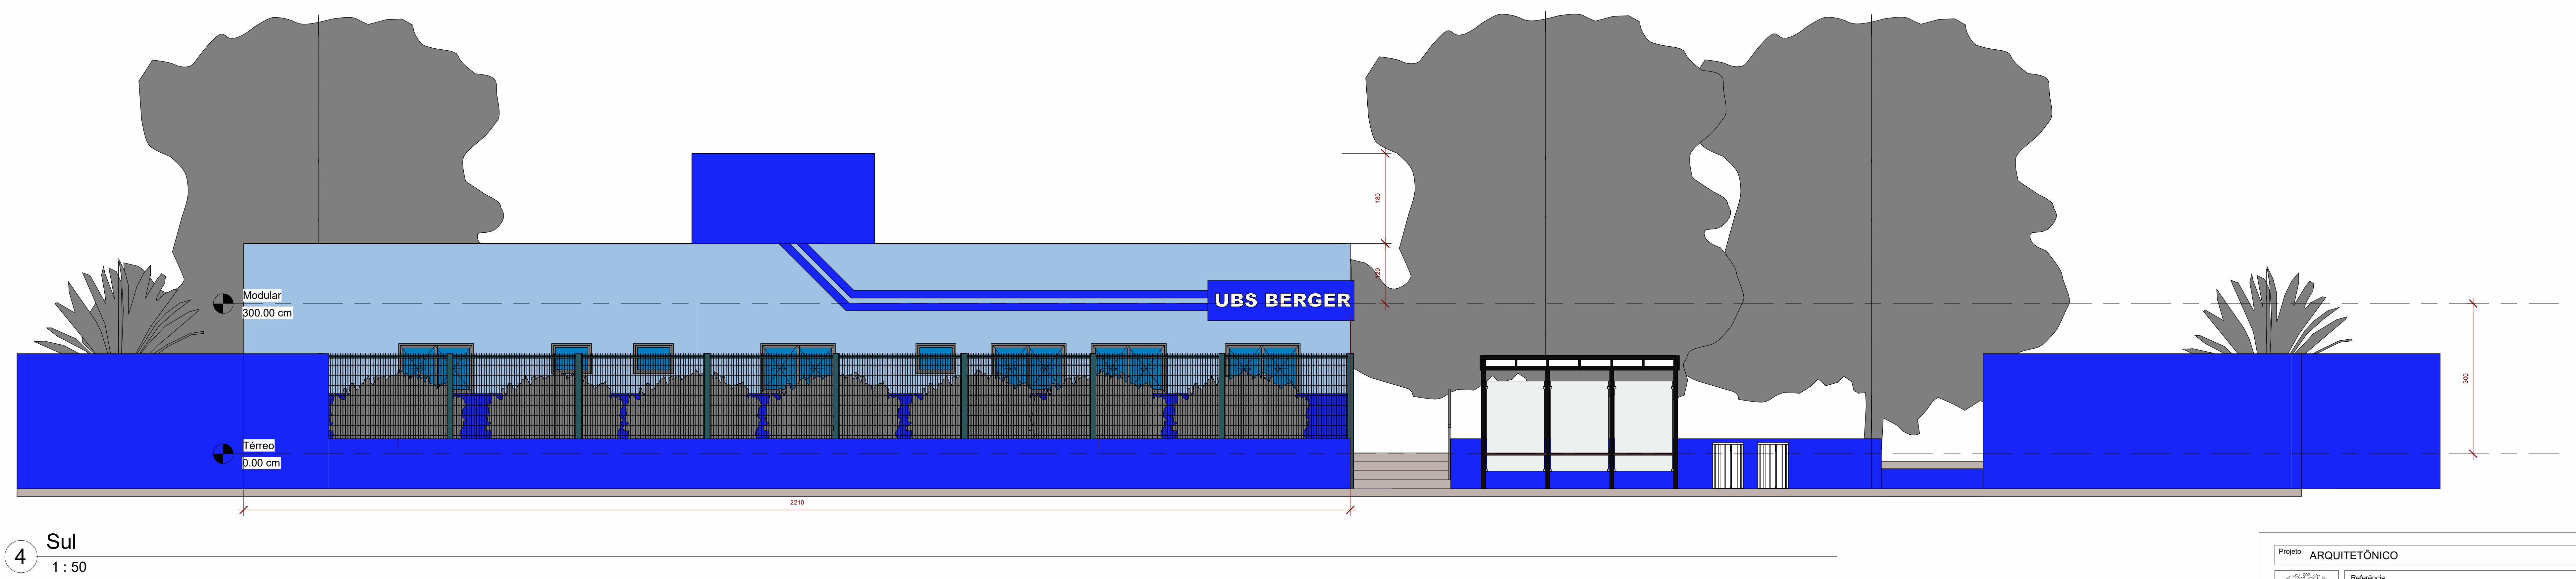 180
120
UBS BERGER
Modular
300.00 cm
300
Térreo
0.00 cm
2210
4
Sul
1 : 50
Projeto
ARQUITETÔNICO
Referência